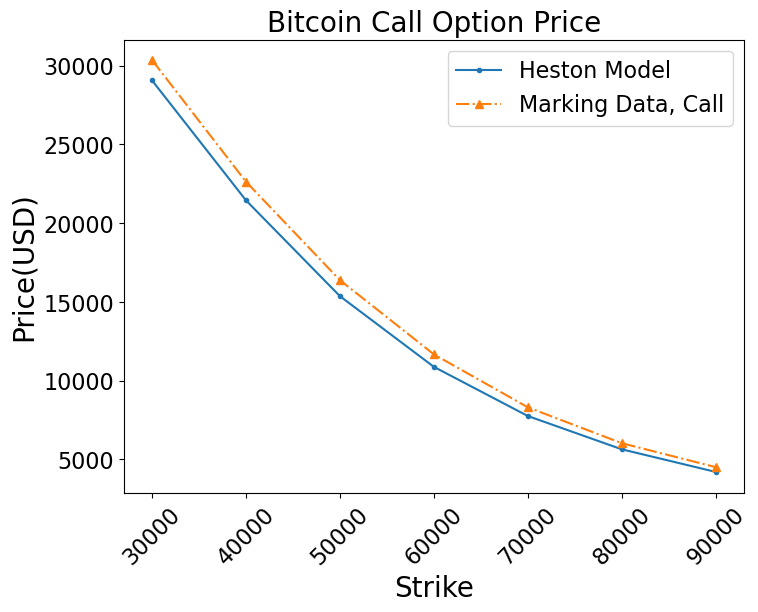 Bitcoin Call Option Price
Heston Model
Marking Data, Call
Price(USD)
30000
25000
20000
15000
10000
5000
30000
40000
50000
60000
70000
80000
90000
Strike